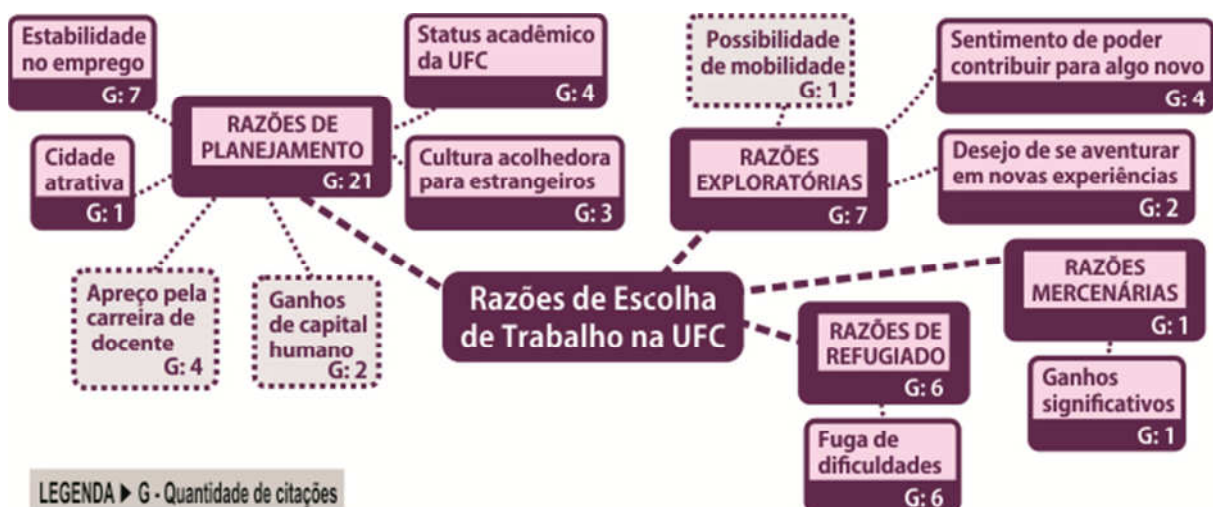 Estabilidade
no emprego
G: 7
Status acadêmico
da UFC
G: 4
Cidade
atrativa
G: 1
RAZÕES DE
PLANEJAMENTO
G: 21
Cultura acolhedora
para estrangeiros
G: 3
Apreço pela
carreira de
docente
G: 4
Ganhos
de capital
humano
G: 2
Possibilidade
de mobilidade
G: 1
Sentimento de poder
contribuir para algo novo
G: 4
RAZÕES
EXPLORATÓRIAS
G: 7
Desejo de se aventurar
em novas experiências
G: 2
Razões de Escolha
de Trabalho na UFC
RAZÕES
MERCENÁRIAS
G: 1
RAZÕES DE
REFUGIADO
G: 6
Ganhos
significativos
G: 1
Fuga de
dificuldades
G: 6
LEGENDA ▶ G - Quantidade de citações